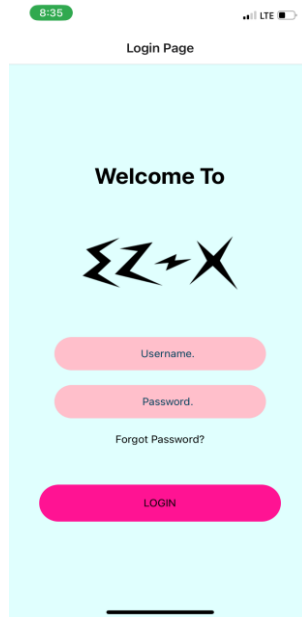 8:35
LTE
Login Page
Welcome To
EZ-X
Username.
Password.
Forgot Password?
LOGIN